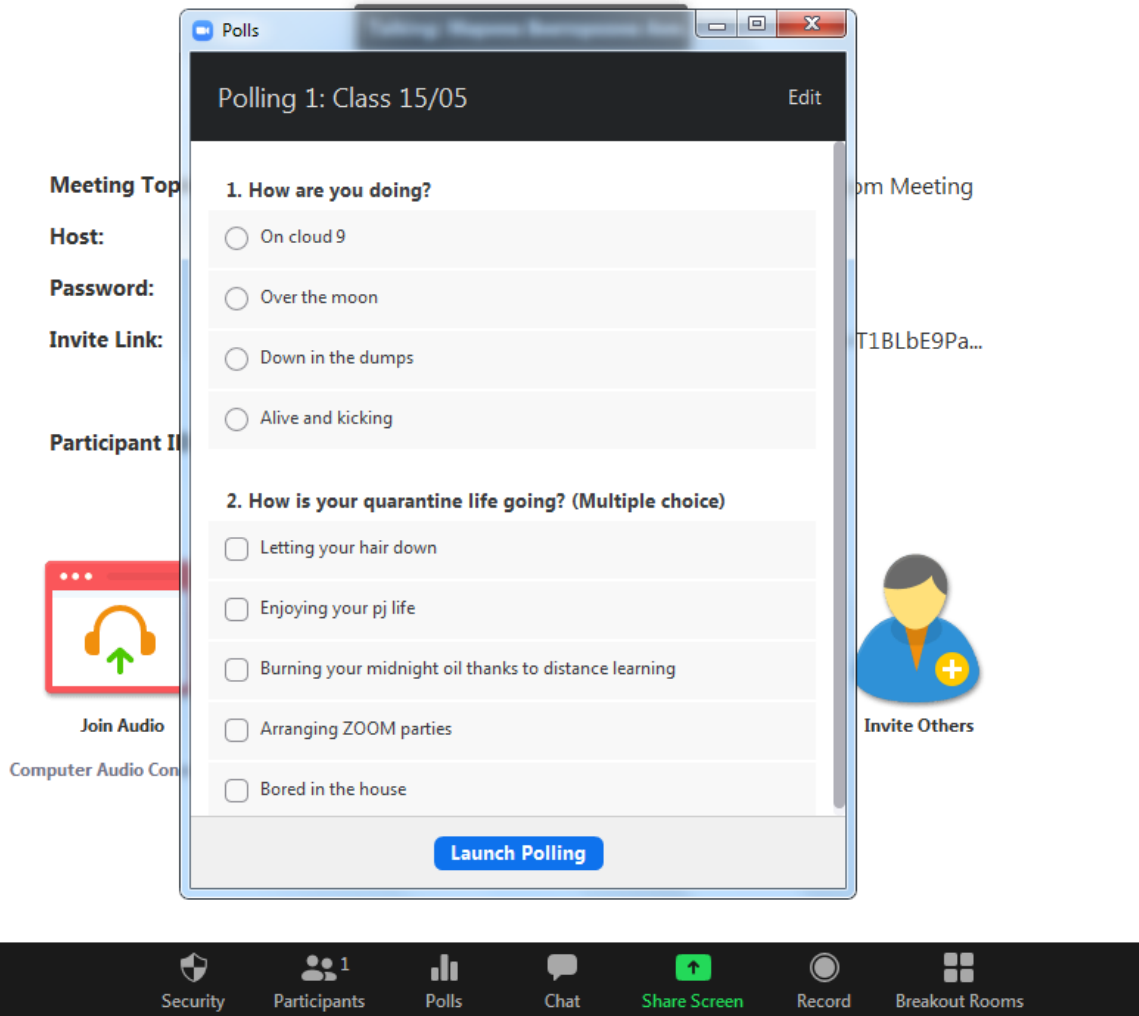 Polls
Polling 1: Class 15/05
Edit
Meeting Top
om Meeting
Host:
Password:
Invite Link:
T1BLbE9Pa...
Participant I
1. How are you doing?
On cloud 9
Over the moon
Down in the dumps
Alive and kicking
2. How is your quarantine life going? (Multiple choice)
Letting your hair down
Enjoying your pj life
Burning your midnight oil thanks to distance learning
Arranging ZOOM parties
Bored in the house
Join Audio
Computer Audio Con
Invite Others
Launch Polling
1
Security
Participants
Polls
Chat
Share Screen
Record
Breakout Rooms